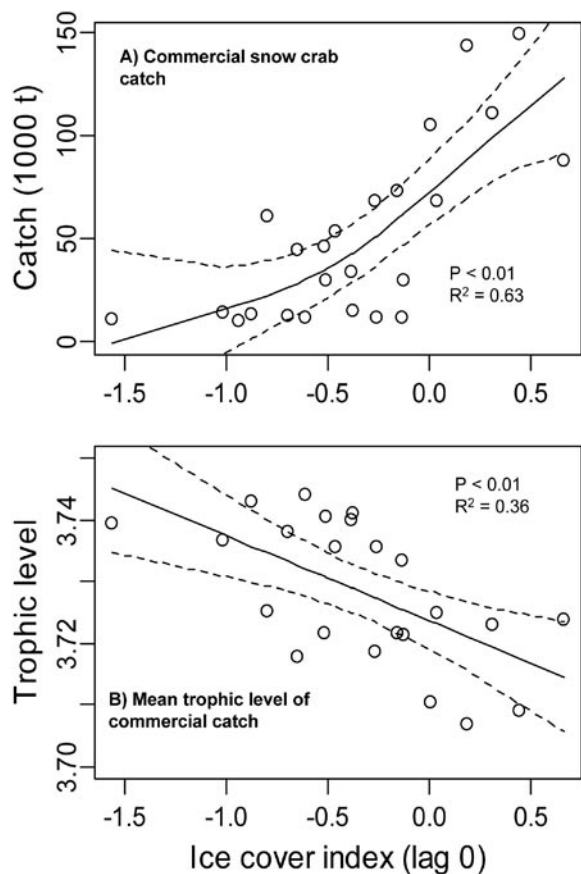 A) Commercial snow crab
catch
Catch (1000 t)
150
100
50
0
P < 0.01
R² = 0.63
-1.5 -1.0 -0.5 0.0 0.5
Trophic level
3.74
3.72
3.70
P < 0.01
R² = 0.36
B) Mean trophic level of
commercial catch
-1.5 -1.0 -0.5 0.0 0.5
Ice cover index (lag 0)